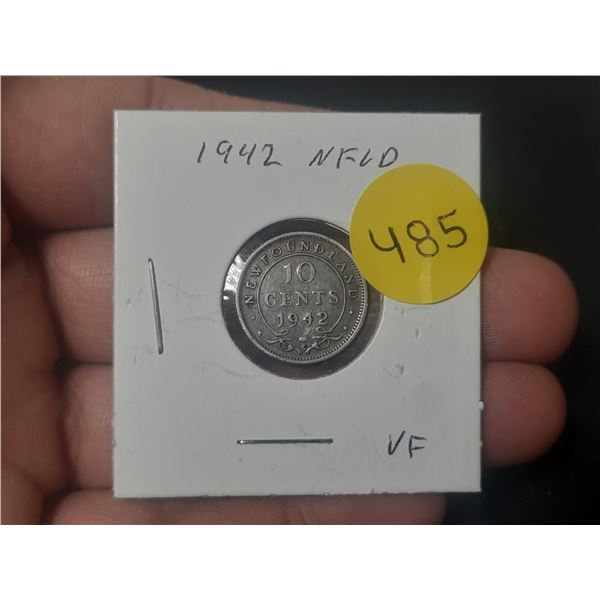 1942 NFLD
485
NEWFOUNDLAND
10
CENTS
1942
VF